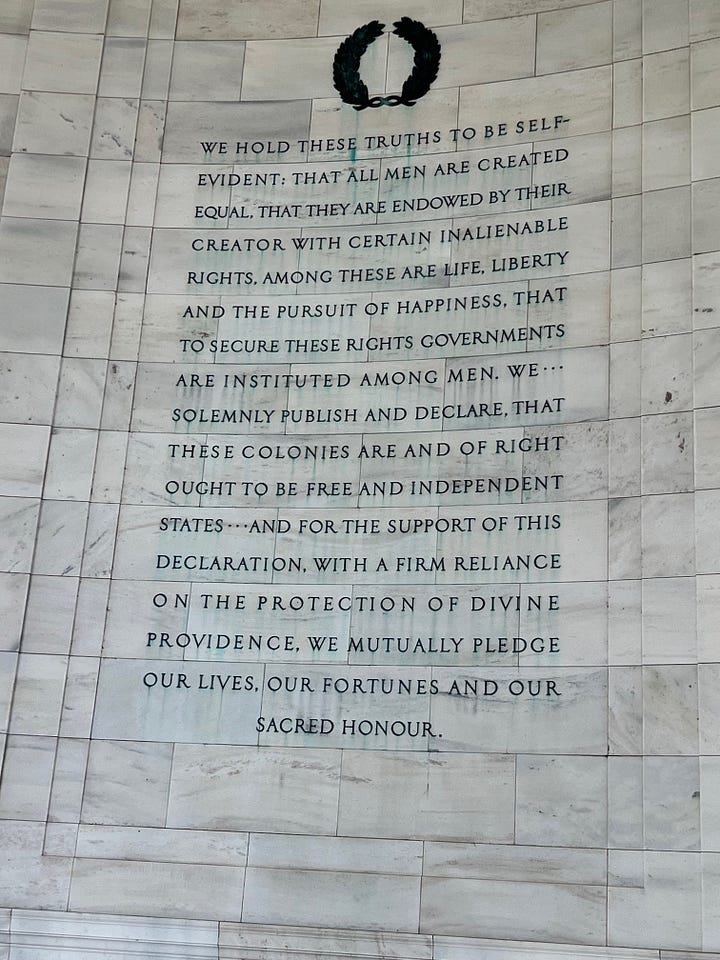 WE HOLD THESE TRUTHS TO BE SELF-
EVIDENT: THAT ALL MEN ARE CREATED
EQUAL, THAT THEY ARE ENDOWED BY THEIR
CREATOR WITH CERTAIN INALIENABLE
RIGHTS, AMONG THESE ARE LIFE, LIBERTY
AND THE PURSUIT OF HAPPINESS, THAT
TO SECURE THESE RIGHTS GOVERNMENTS
ARE INSTITUTED AMONG MEN. WE···
SOLEMNLY PUBLISH AND DECLARE, THAT
THESE COLONIES ARE AND OF RIGHT
OUGHT TO BE FREE AND INDEPENDENT
STATES···AND FOR THE SUPPORT OF THIS
DECLARATION, WITH A FIRM RELIANCE
ON THE PROTECTION OF DIVINE
PROVIDENCE, WE MUTUALLY PLEDGE
OUR LIVES, OUR FORTUNES AND OUR
SACRED HONOUR.